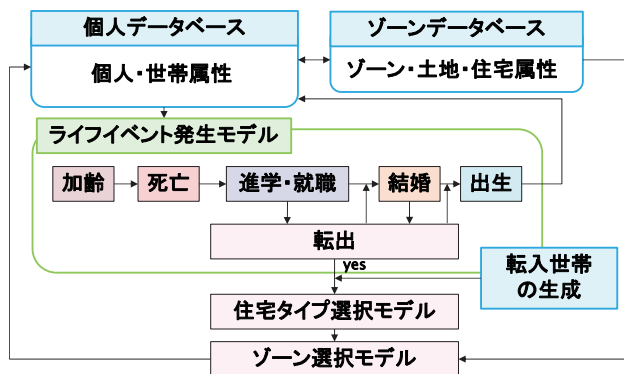 個人データベース
ゾーンデータベース
個人・世帯属性
ゾーン・土地・住宅属性
ライフイベント発生モデル
加齢
死亡
進学・就職
結婚
出生
転出
yes
転入世帯
の生成
住宅タイプ選択モデル
ゾーン選択モデル